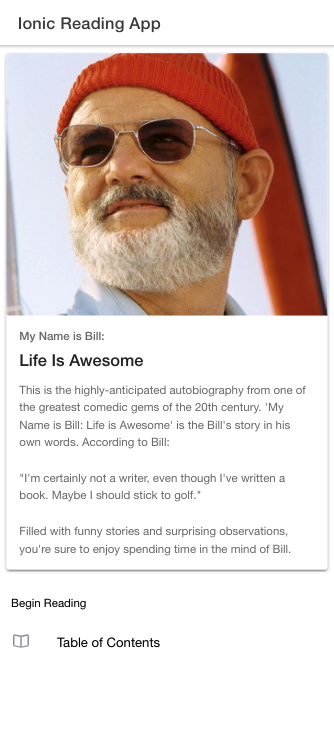 Ionic Reading App
My Name is Bill:
Life Is Awesome
This is the highly-anticipated autobiography from one of
the greatest comedic gems of the 20th century. 'My
Name is Bill: Life is Awesome' is the Bill's story in his
own words. According to Bill:
"I'm certainly not a writer, even though I've written a
book. Maybe I should stick to golf."
Filled with funny stories and surprising observations,
you're sure to enjoy spending time in the mind of Bill.
Begin Reading
Table of Contents